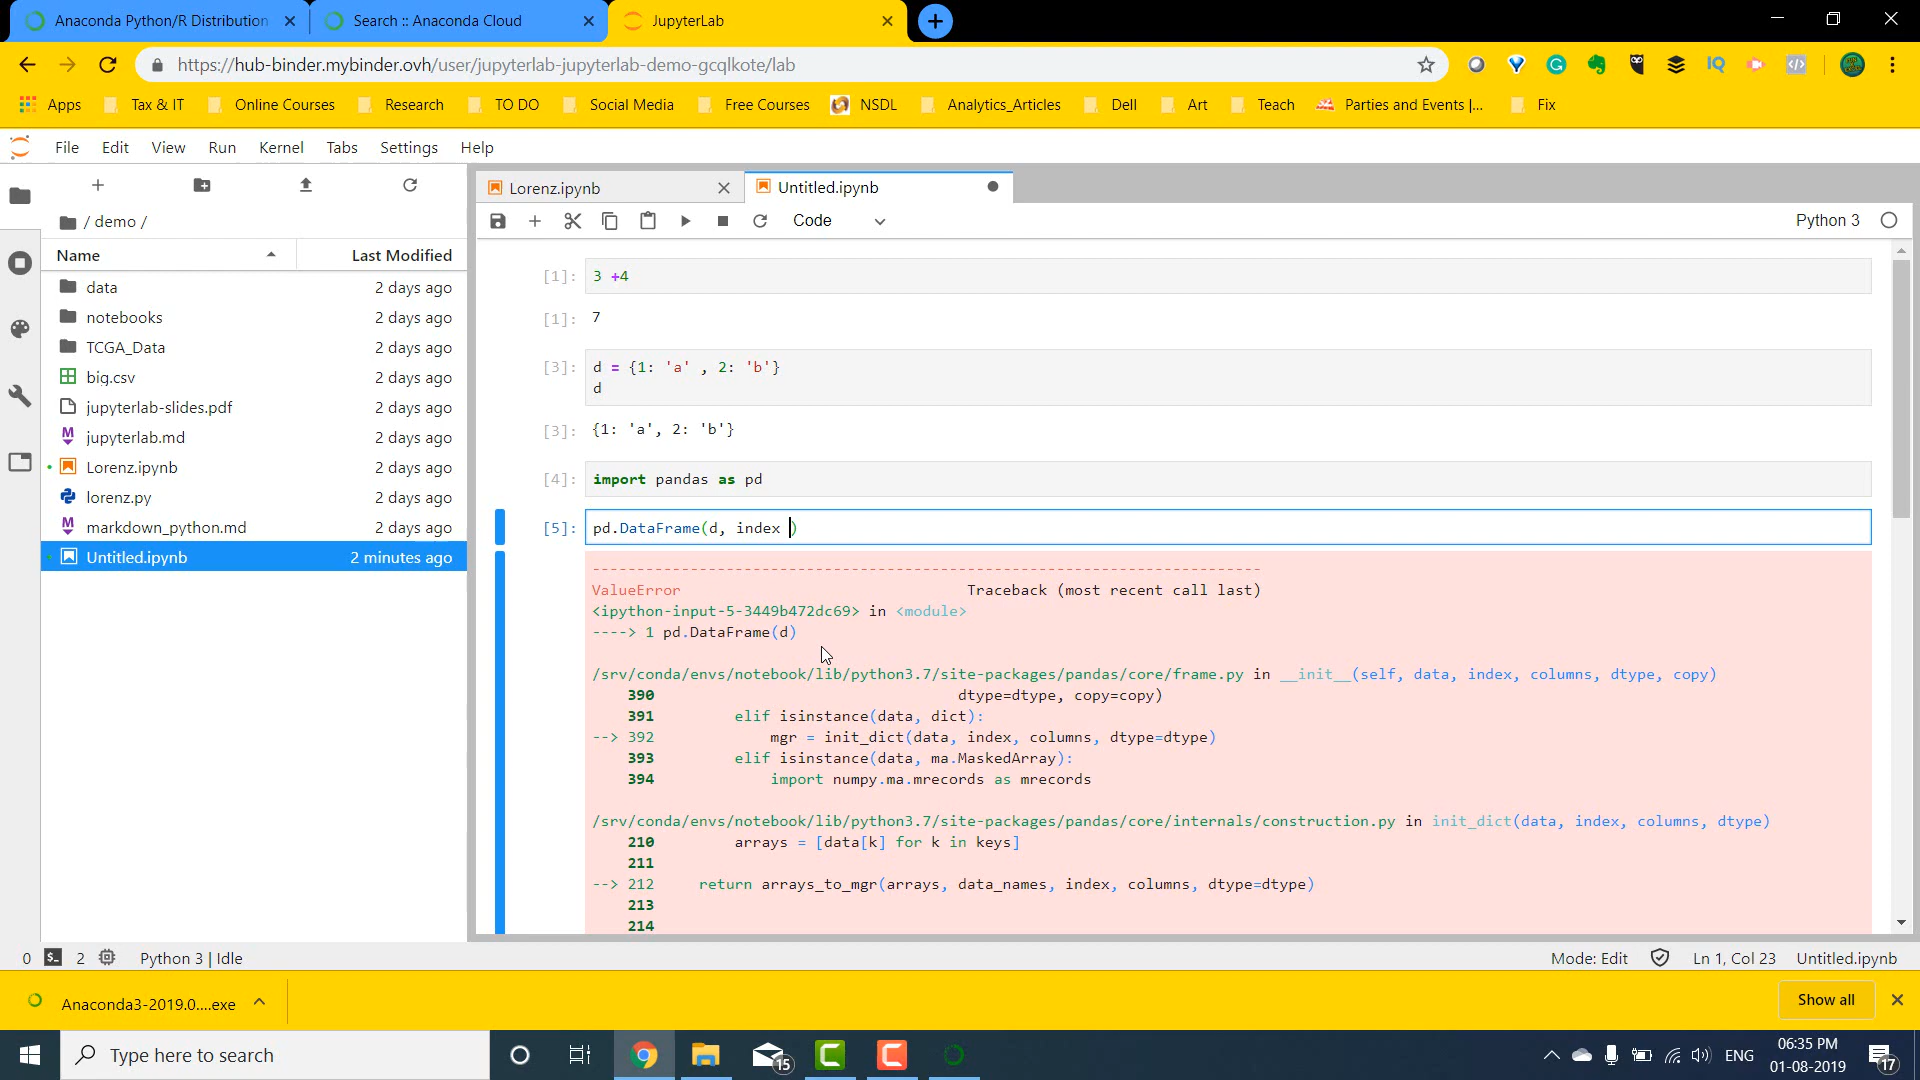 Anaconda Python/R Distribution
Search :: Anaconda Cloud
JupyterLab
https://hub-binder.mybinder.ovh/user/jupyterlab-jupyterlab-demo-gcqlkote/lab
Apps Tax & IT Online Courses Research TO DO Social Media Free Courses NSDL Analytics_Articles Dell Art Teach Parties and Events |... Fix
File Edit View Run Kernel Tabs Settings Help
/ demo /
Name Last Modified
data 2 days ago
notebooks 2 days ago
TCGA_Data 2 days ago
big.csv 2 days ago
jupyterlab-slides.pdf 2 days ago
jupyterlab.md 2 days ago
Lorenz.ipynb 2 days ago
lorenz.py 2 days ago
markdown_python.md 2 days ago
Untitled.ipynb 2 minutes ago
Lorenz.ipynb
Untitled.ipynb
Code
Python 3
[1]: 3 +4
[1]: 7
[3]: d = {1: 'a' , 2: 'b'}
d
[3]: {1: 'a', 2: 'b'}
[4]: import pandas as pd
[5]: pd.DataFrame(d, index )
---------------------------------------------------------------------------
ValueError Traceback (most recent call last)
<ipython-input-5-3449b472dc69> in <module>
----> 1 pd.DataFrame(d)
/srv/conda/envs/notebook/lib/python3.7/site-packages/pandas/core/frame.py in __init__(self, data, index, columns, dtype, copy)
390 dtype=dtype, copy=copy)
391 elif isinstance(data, dict):
--> 392 mgr = init_dict(data, index, columns, dtype=dtype)
393 elif isinstance(data, ma.MaskedArray):
394 import numpy.ma.mrecords as mrecords
/srv/conda/envs/notebook/lib/python3.7/site-packages/pandas/core/internals/construction.py in init_dict(data, index, columns, dtype)
210 arrays = [data[k] for k in keys]
211
--> 212 return arrays_to_mgr(arrays, data_names, index, columns, dtype=dtype)
213
214
0 2 Python 3 | Idle
Mode: Edit Ln 1, Col 23 Untitled.ipynb
Anaconda3-2019.0....exe
Show all
Type here to search
15
ENG
06:35 PM
01-08-2019
17